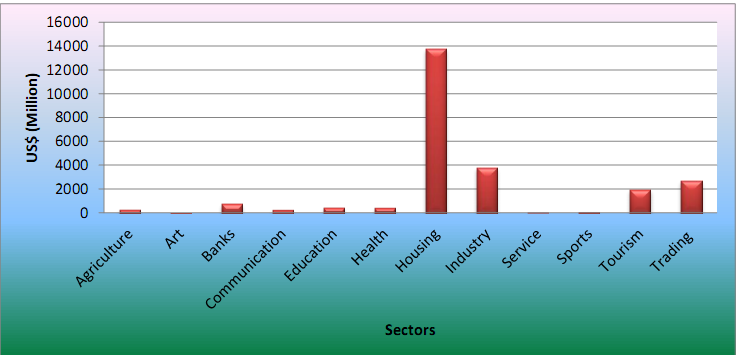 US$ (Million)
16000
14000
12000
10000
8000
6000
4000
2000
0
Agriculture
Art
Banks
Communication
Education
Health
Housing
Industry
Service
Sports
Tourism
Trading
Sectors